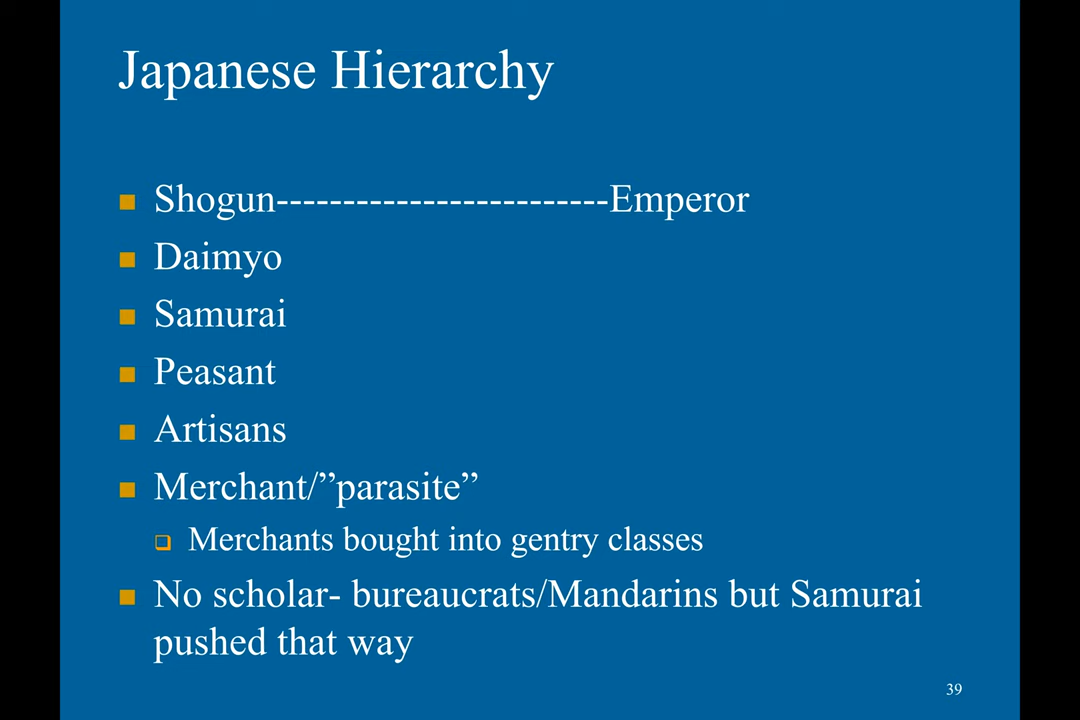 Japanese Hierarchy
Shogun-------------------------Emperor
Daimyo
Samurai
Peasant
Artisans
Merchant/”parasite”
Merchants bought into gentry classes
No scholar- bureaucrats/Mandarins but Samurai
pushed that way
39